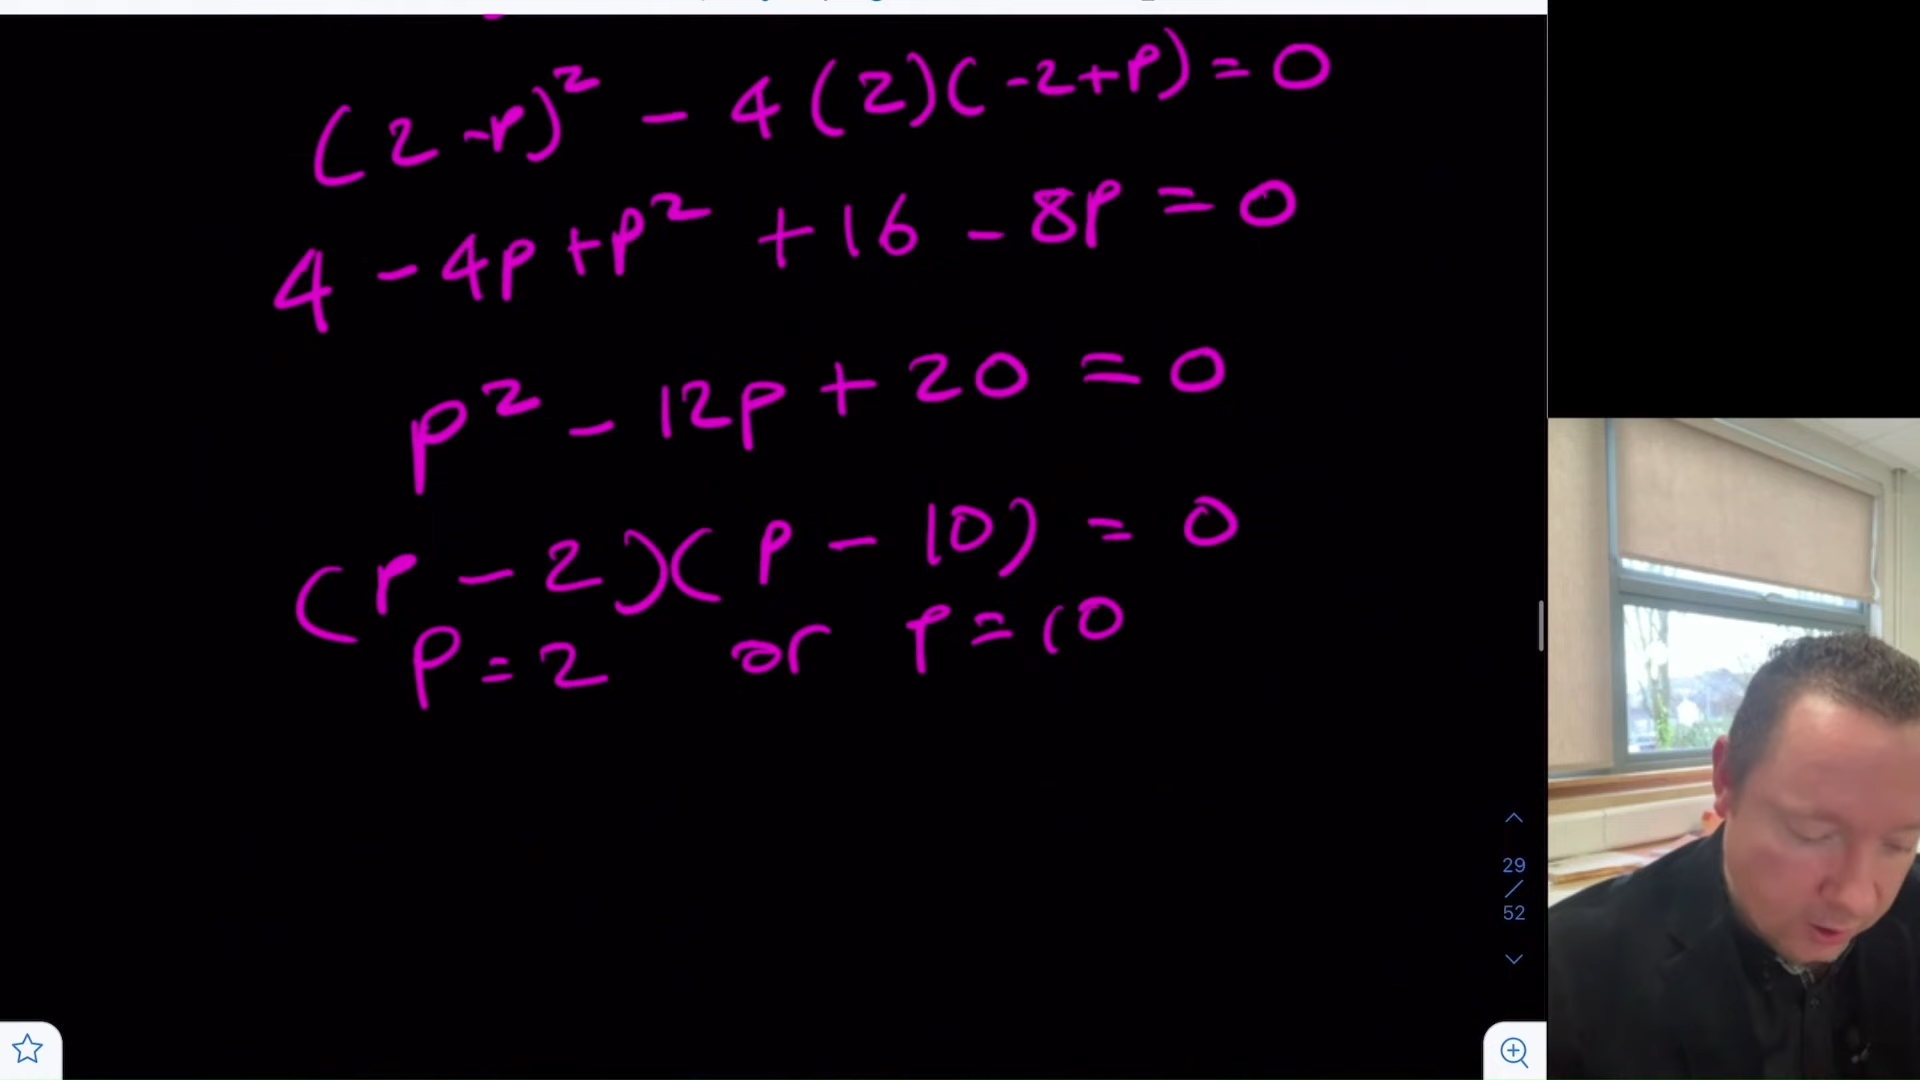 (2-p)² - 4(2)(-2+p) = 0
4 - 4p + p² + 16 - 8p = 0
p² - 12p + 20 = 0
(p - 2)(p - 10) = 0
p = 2 or p = 10
29
/
52